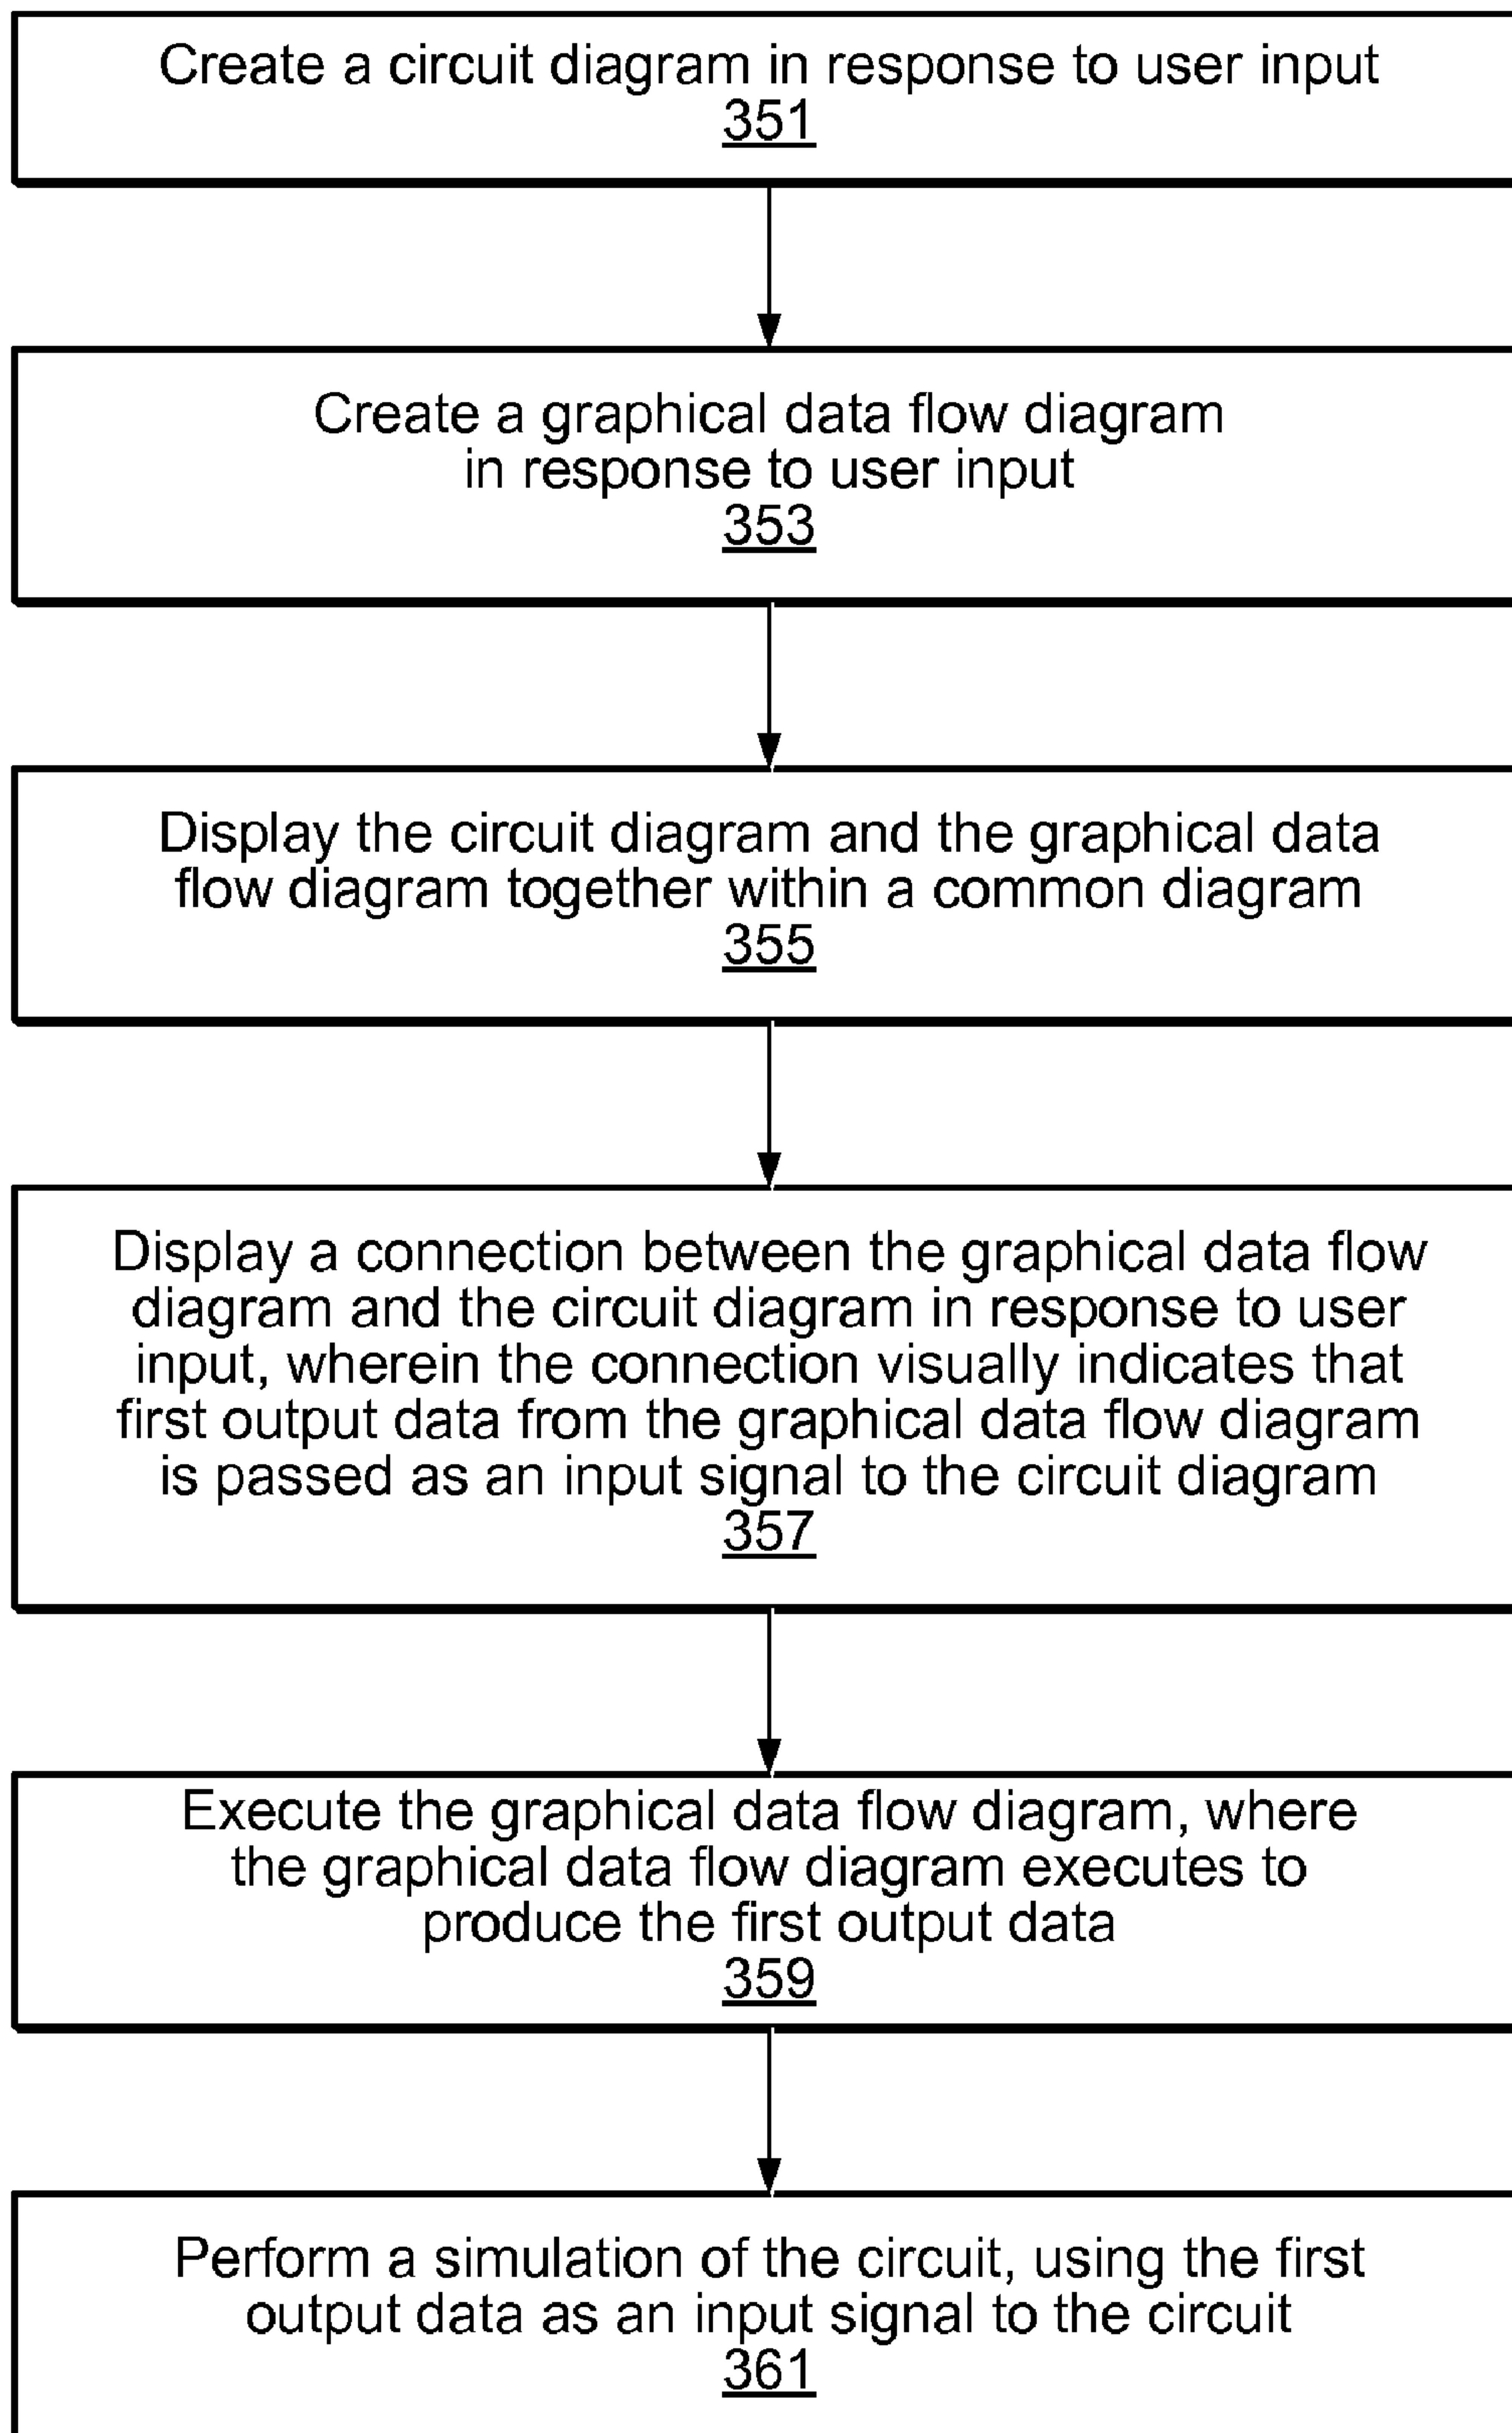 Create a circuit diagram in response to user input
351
Create a graphical data flow diagram
in response to user input
353
Display the circuit diagram and the graphical data
flow diagram together within a common diagram
355
Display a connection between the graphical data flow
diagram and the circuit diagram in response to user
input, wherein the connection visually indicates that
first output data from the graphical data flow diagram
is passed as an input signal to the circuit diagram
357
Execute the graphical data flow diagram, where
the graphical data flow diagram executes to
produce the first output data
359
Perform a simulation of the circuit, using the first
output data as an input signal to the circuit
361